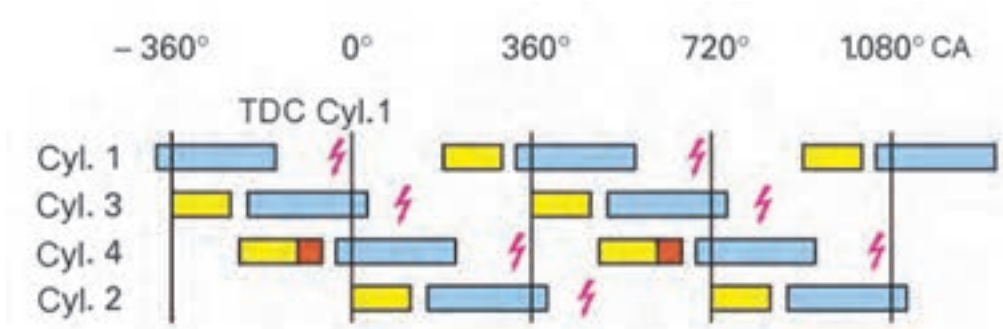 – 360° 0° 360° 720° 1.080° CA
TDC Cyl.1
Cyl. 1
Cyl. 3
Cyl. 4
Cyl. 2